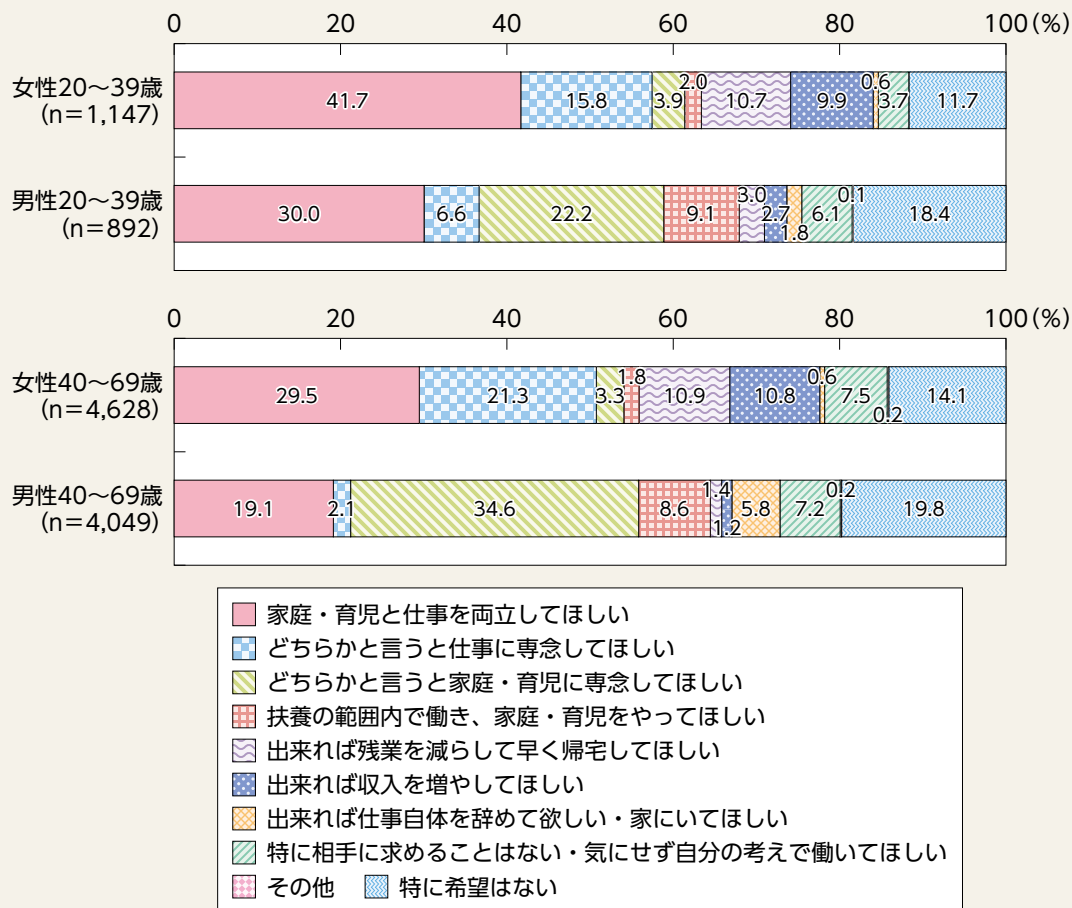 0 20 40 60 80 100(%)
女性20〜39歳
(n=1,147)
41.7 15.8 3.9 2.0 10.7 9.9 0.6 3.7 11.7
男性20〜39歳
(n=892)
30.0 6.6 22.2 9.1 3.0 2.7 1.8 6.1 0.1 18.4
0 20 40 60 80 100(%)
女性40〜69歳
(n=4,628)
29.5 21.3 3.3 1.8 10.9 10.8 0.6 7.5 0.2 14.1
男性40〜69歳
(n=4,049)
19.1 2.1 34.6 8.6 1.4 1.2 5.8 7.2 0.2 19.8
家庭・育児と仕事を両立してほしい
どちらかと言うと仕事に専念してほしい
どちらかと言うと家庭・育児に専念してほしい
扶養の範囲内で働き、家庭・育児をやってほしい
出来れば残業を減らして早く帰宅してほしい
出来れば収入を増やしてほしい
出来れば仕事自体を辞めて欲しい・家にいてほしい
特に相手に求めることはない・気にせず自分の考えで働いてほしい
その他 特に希望はない